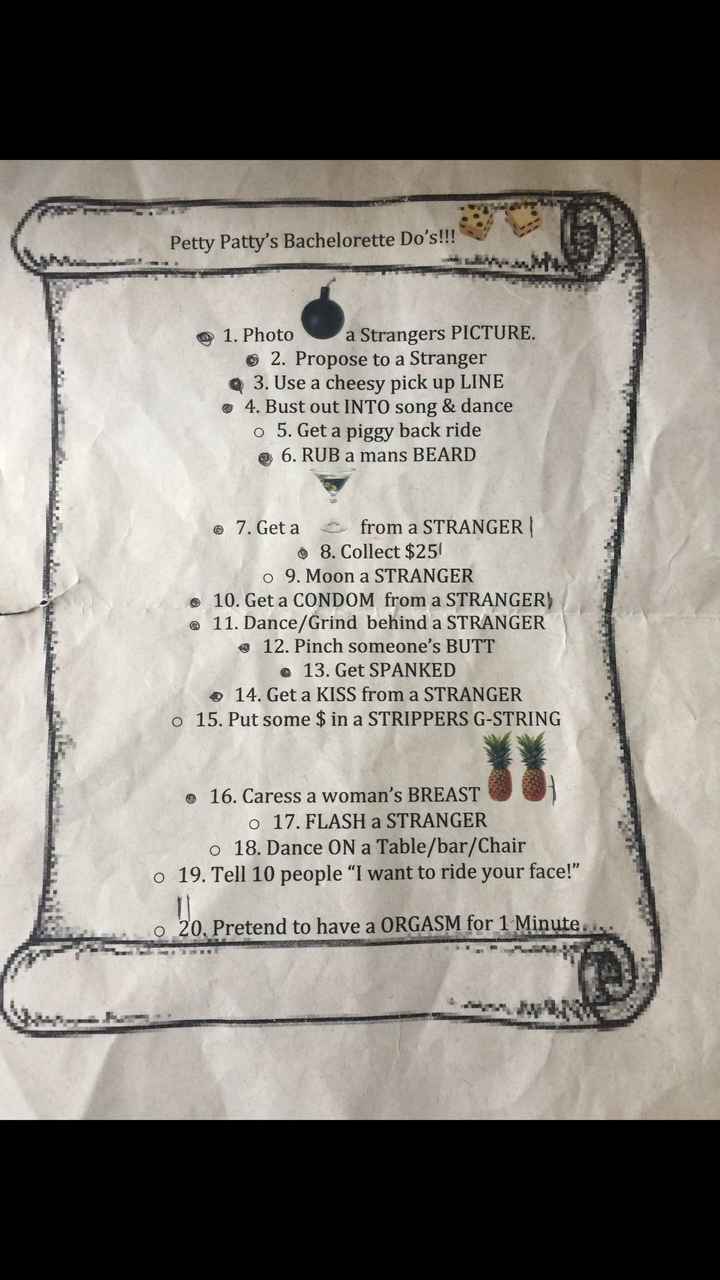 Petty Patty's Bachelorette Do's!!!
1. Photo a Strangers PICTURE.
2. Propose to a Stranger
3. Use a cheesy pick up LINE
4. Bust out INTO song & dance
5. Get a piggy back ride
6. RUB a mans BEARD
7. Get a from a STRANGER
8. Collect $25
9. Moon a STRANGER
10. Get a CONDOM from a STRANGER
11. Dance/Grind behind a STRANGER
12. Pinch someone's BUTT
13. Get SPANKED
14. Get a KISS from a STRANGER
15. Put some $ in a STRIPPERS G-STRING
16. Caress a woman's BREAST
17. FLASH a STRANGER
18. Dance ON a Table/bar/Chair
19. Tell 10 people “I want to ride your face!”
20. Pretend to have a ORGASM for 1 Minute....